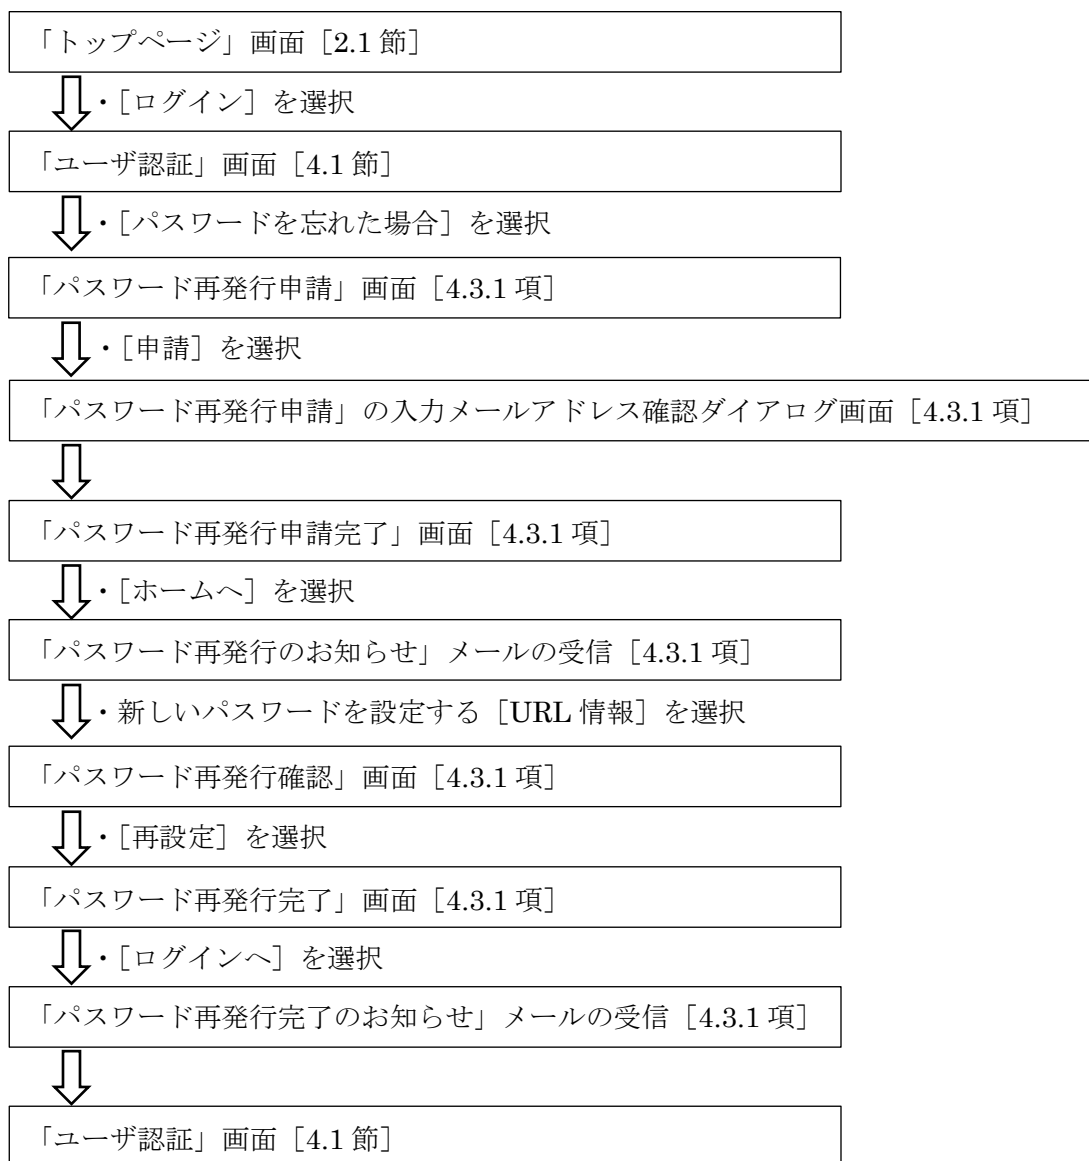 「トップページ」画面［2.1 節］
・［ログイン］を選択
「ユーザ認証」画面［4.1 節］
・［パスワードを忘れた場合］を選択
「パスワード再発行申請」画面［4.3.1 項］
・［申請］を選択
「パスワード再発行申請」の入力メールアドレス確認ダイアログ画面［4.3.1 項］
「パスワード再発行申請完了」画面［4.3.1 項］
・［ホームへ］を選択
「パスワード再発行のお知らせ」メールの受信［4.3.1 項］
・新しいパスワードを設定する［URL 情報］を選択
「パスワード再発行確認」画面［4.3.1 項］
・［再設定］を選択
「パスワード再発行完了」画面［4.3.1 項］
・［ログインへ］を選択
「パスワード再発行完了のお知らせ」メールの受信［4.3.1 項］
「ユーザ認証」画面［4.1 節］